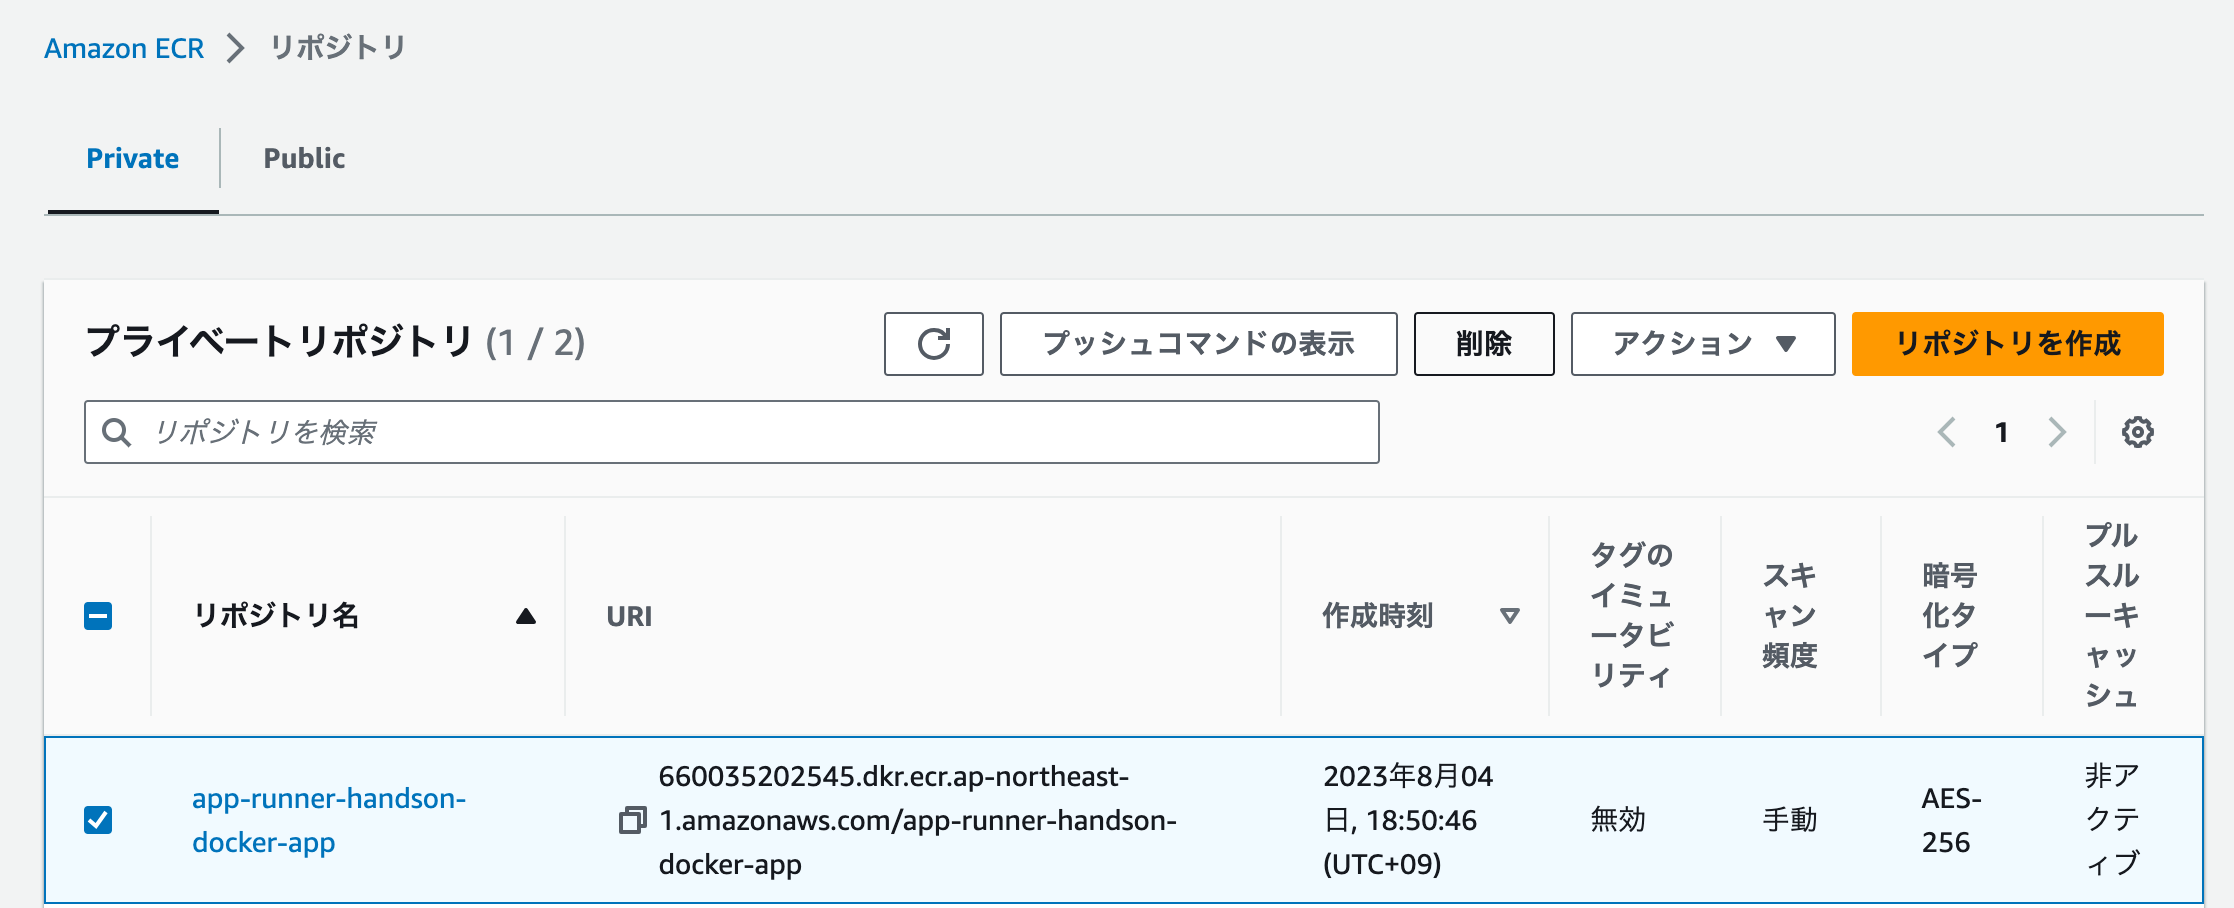 Amazon ECR
リポジトリ
Private
Public
プライベートリポジトリ (1 / 2)
プッシュコマンドの表示
削除
アクション
リポジトリを作成
リポジトリを検索
1
リポジトリ名
URI
作成時刻
タグの
イミュ
ータビ
リティ
スキ
ャン
頻度
暗号
化タ
イプ
プル
スル
ーキ
ャッ
シュ
app-runner-handson-
docker-app
660035202545.dkr.ecr.ap-northeast-
1.amazonaws.com/app-runner-handson-
docker-app
2023年8月04
日, 18:50:46
(UTC+09)
無効
手動
AES-
256
非ア
クテ
ィブ